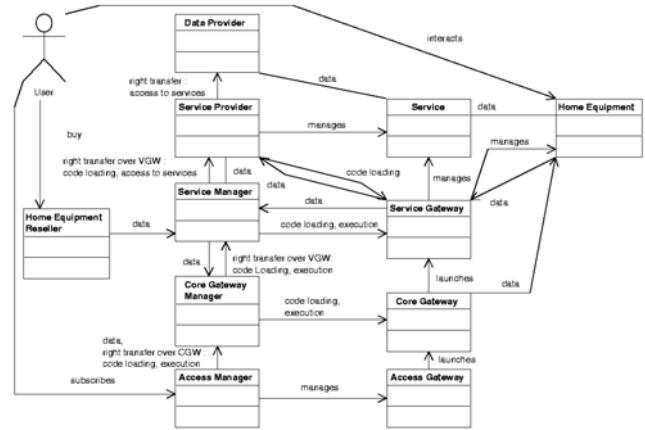 Data Provider
interacts
User
right transfer :
access to services
data
Service Provider
Service
data
Home Equipment
manages
manages
buy
right transfer over VGW :
code loading, access to services
code loading
data
data
manages
data
Service Manager
data
Service Gateway
Home Equipment
Reseller
data
code loading, execution
data
right transfer over VGW:
code Loading, execution
launches
data
Core Gateway
Manager
code loading,
execution
Core Gateway
data,
right transfer over CGW :
code loading, execution
launches
subscribes
Access Manager
manages
Access Gateway